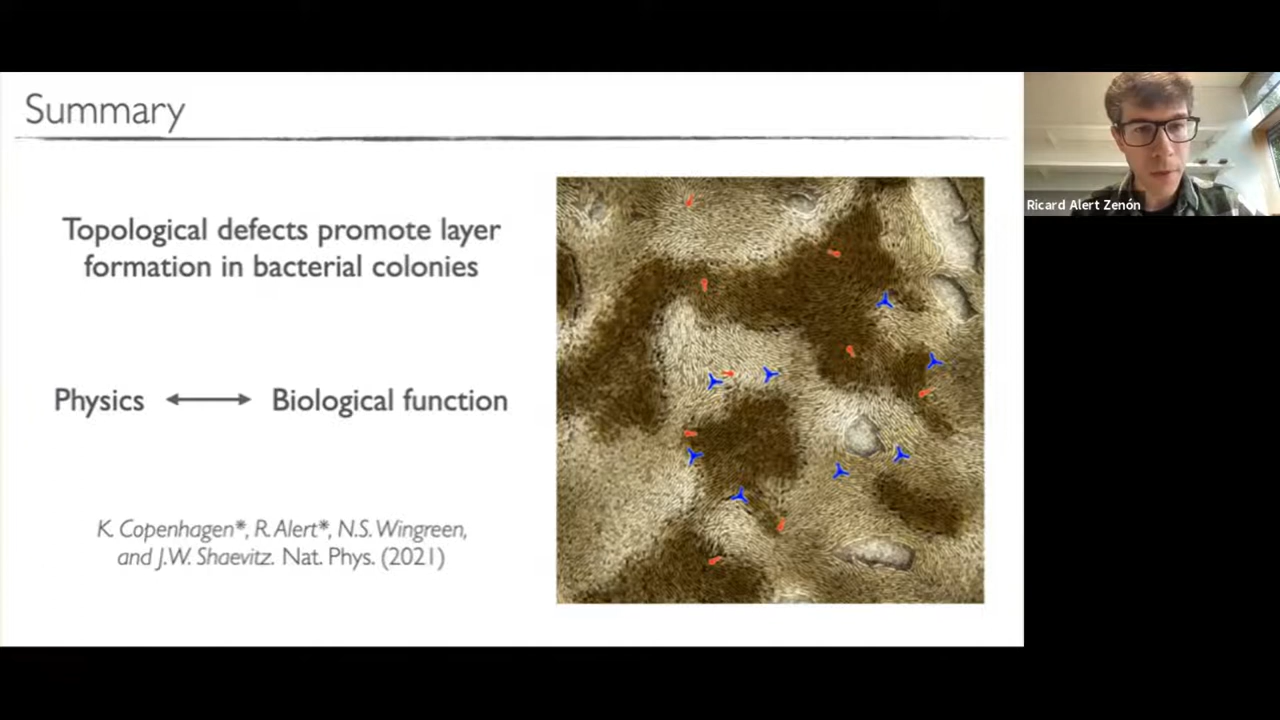 Summary
Topological defects promote layer
formation in bacterial colonies
Physics
Biological function
K. Copenhagen*, R. Alert*, N.S. Wingreen,
and J.W. Shaevitz. Nat. Phys. (2021)
Ricard Alert Zenón